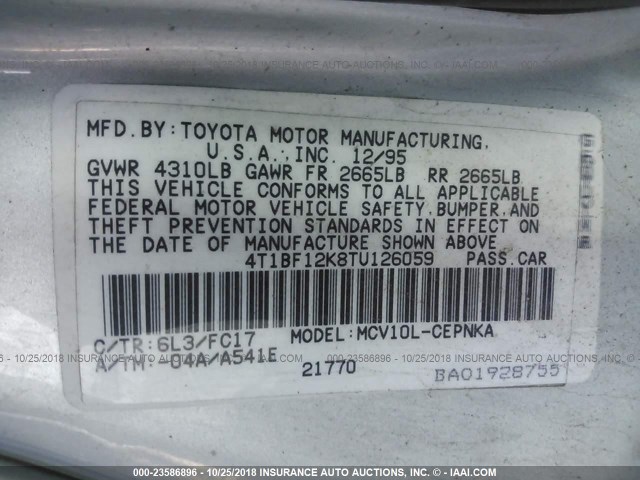 MFD. BY: TOYOTA MOTOR MANUFACTURING,
U.S.A., INC. 12/95
GVWR 4310LB GAWR FR 2665LB RR 2665LB
THIS VEHICLE CONFORMS TO ALL APPLICABLE
FEDERAL MOTOR VEHICLE SAFETY, BUMPER, AND
THEFT PREVENTION STANDARDS IN EFFECT ON
THE DATE OF MANUFACTURE SHOWN ABOVE.
4T1BF12K8TU126059 PASS. CAR
C/TR: 6L3/FC17 MODEL: MCV10L-CEPNKA
A/TM: -04A/A541E
21770
BA01928755
000-23586896 - 10/25/2018 INSURANCE AUTO AUCTIONS, INC. - © IAAI.COM